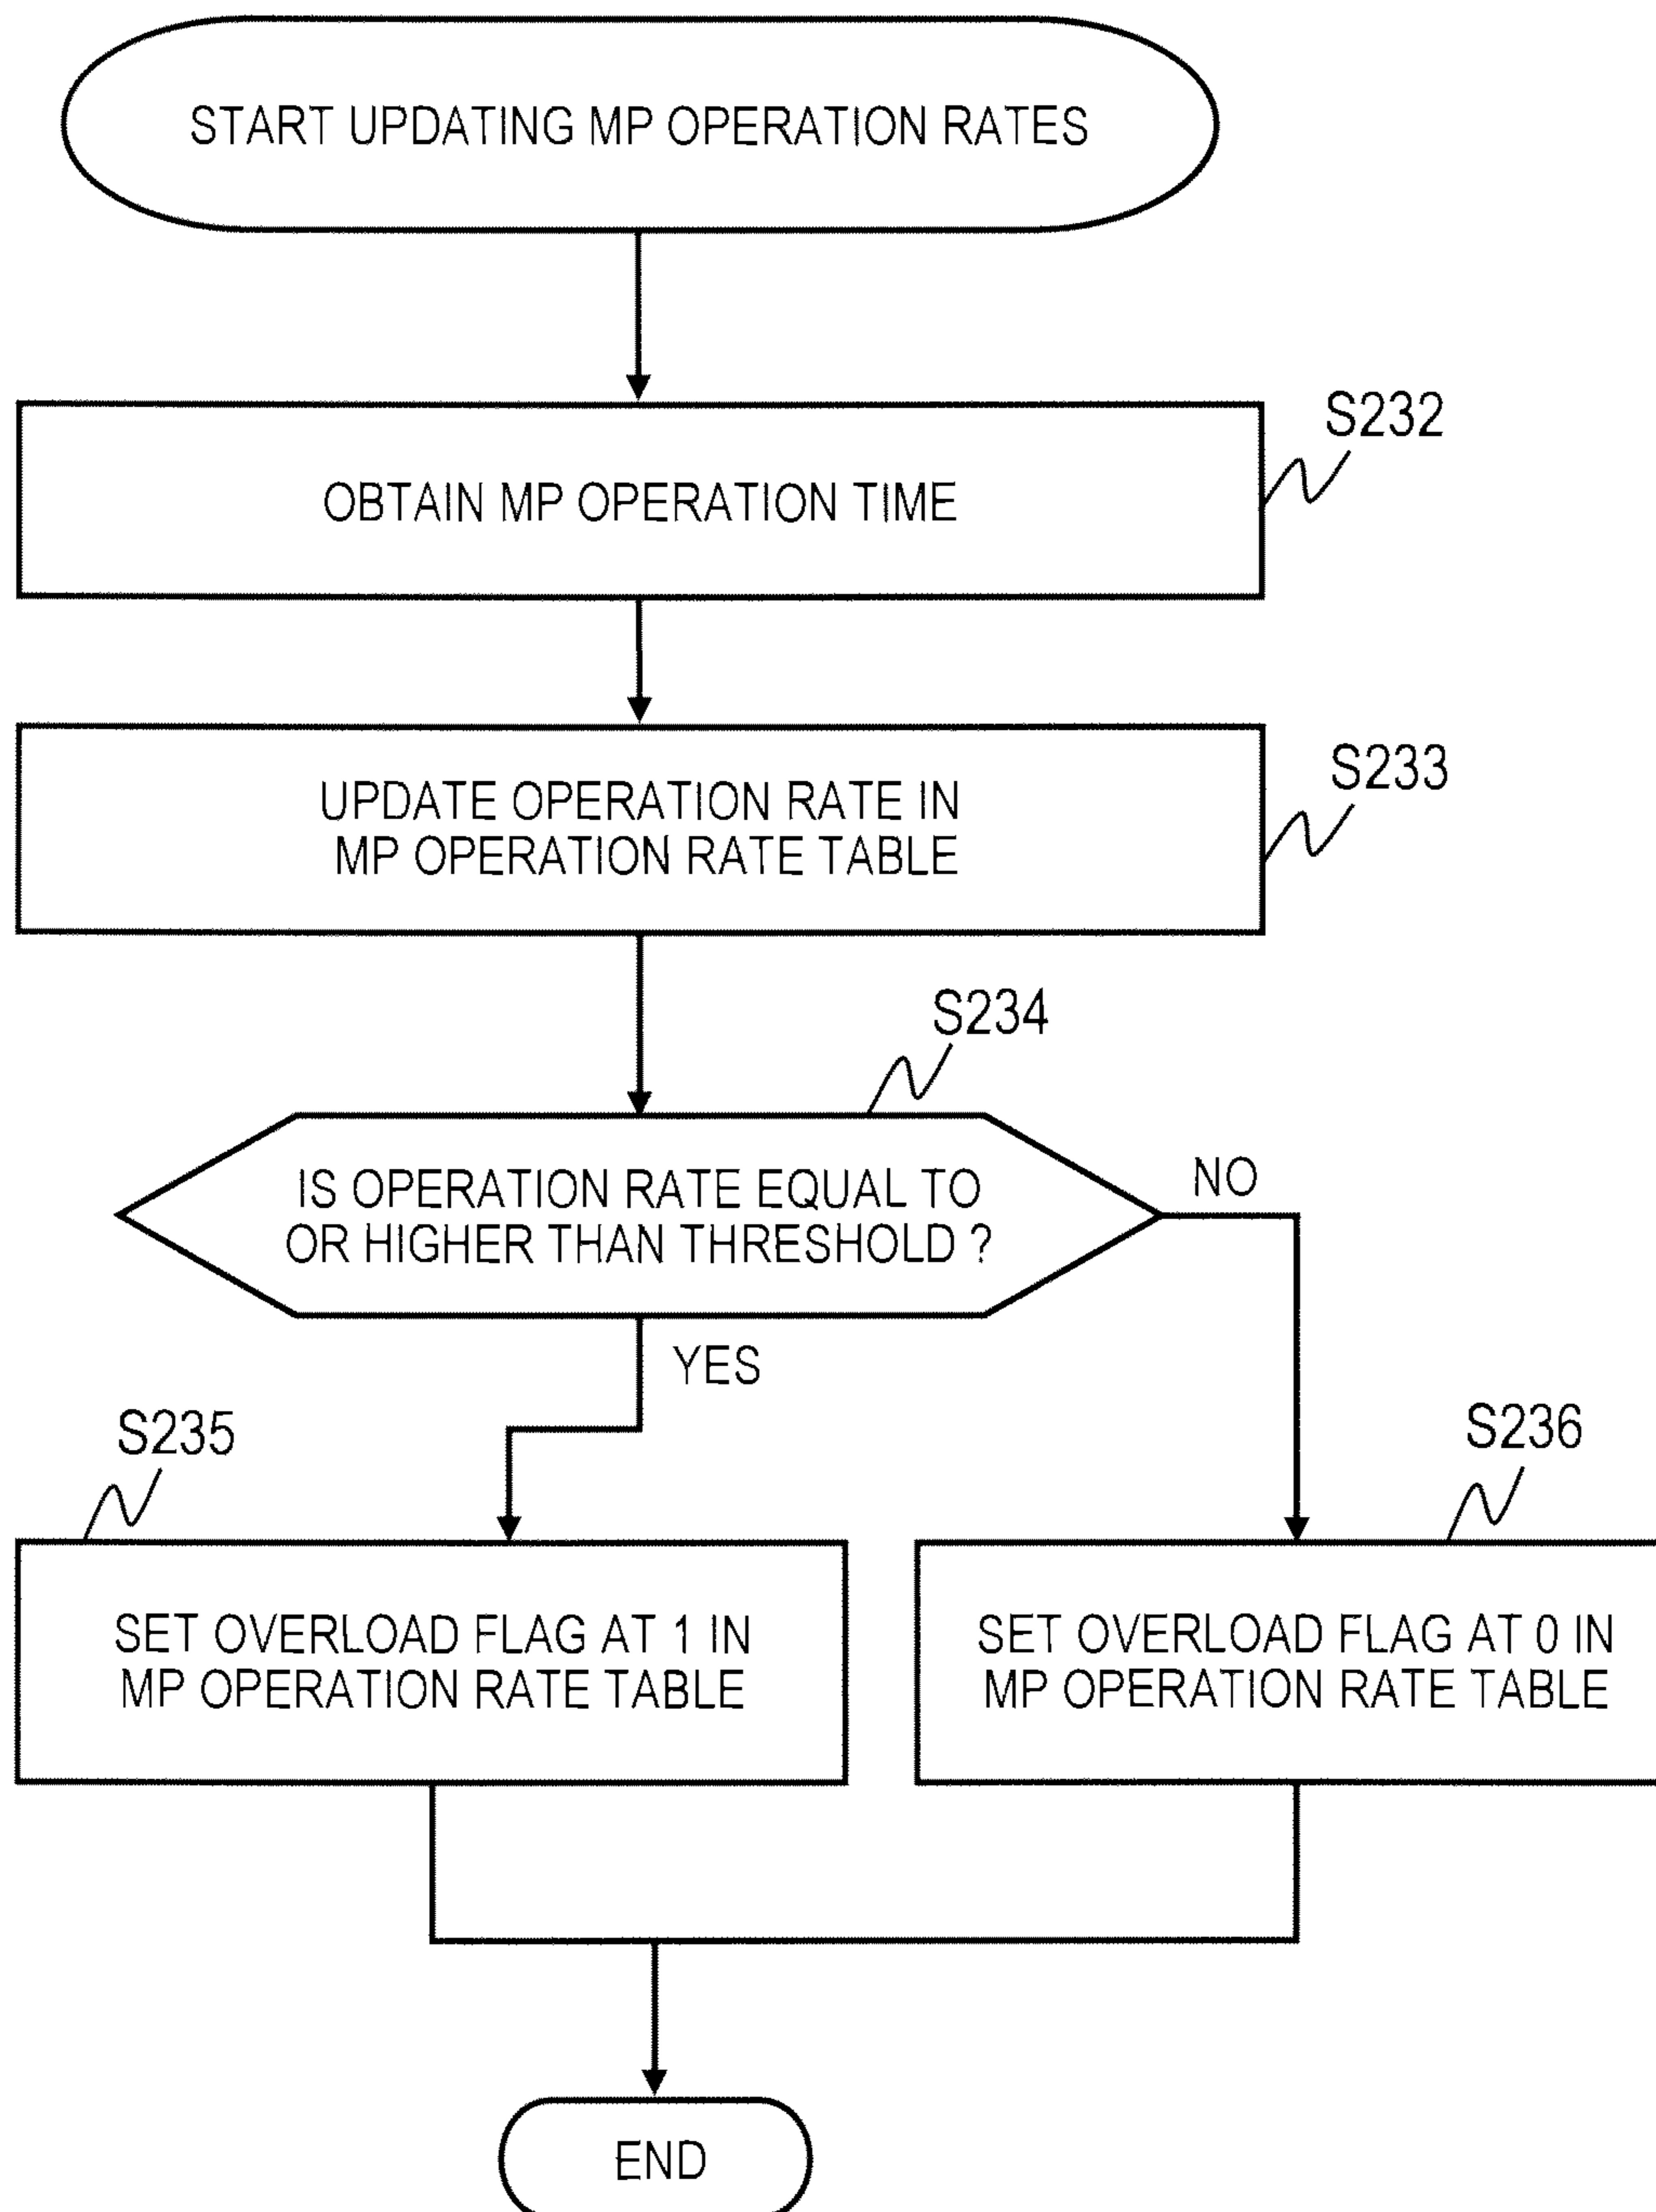 START UPDATING MP OPERATION RATES
S232
OBTAIN MP OPERATION TIME
S233
UPDATE OPERATION RATE IN
MP OPERATION RATE TABLE
S234
IS OPERATION RATE EQUAL TO
OR HIGHER THAN THRESHOLD ?
NO
YES
S235
S236
SET OVERLOAD FLAG AT 1 IN
MP OPERATION RATE TABLE
SET OVERLOAD FLAG AT 0 IN
MP OPERATION RATE TABLE
END